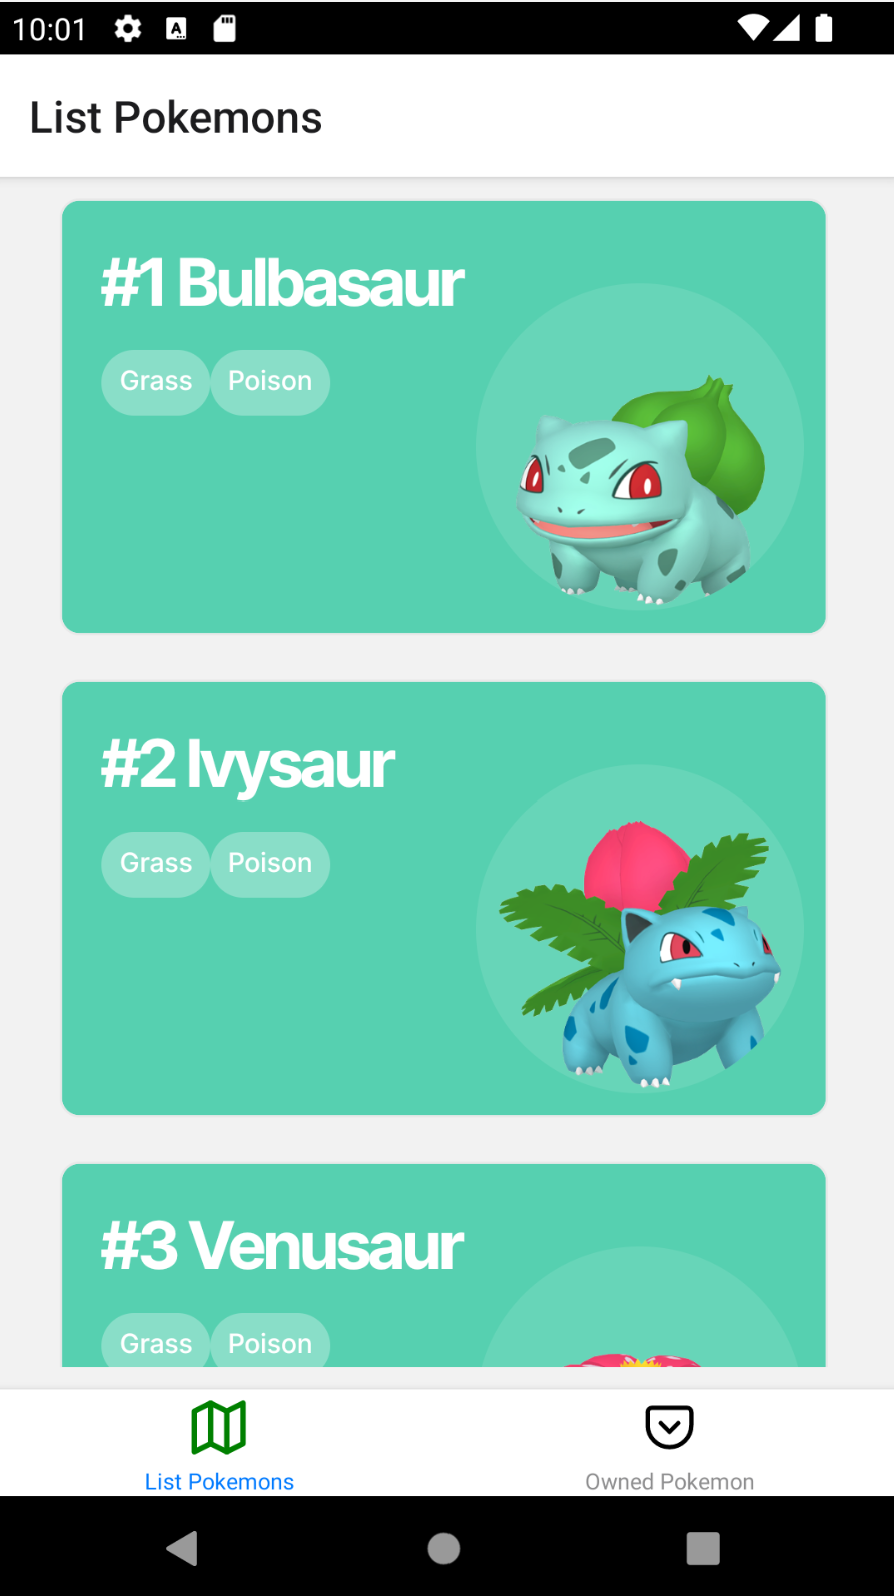 10:01
List Pokemons
#1 Bulbasaur
Grass Poison
#2 Ivysaur
Grass Poison
#3 Venusaur
Grass Poison
List Pokemons Owned Pokemon